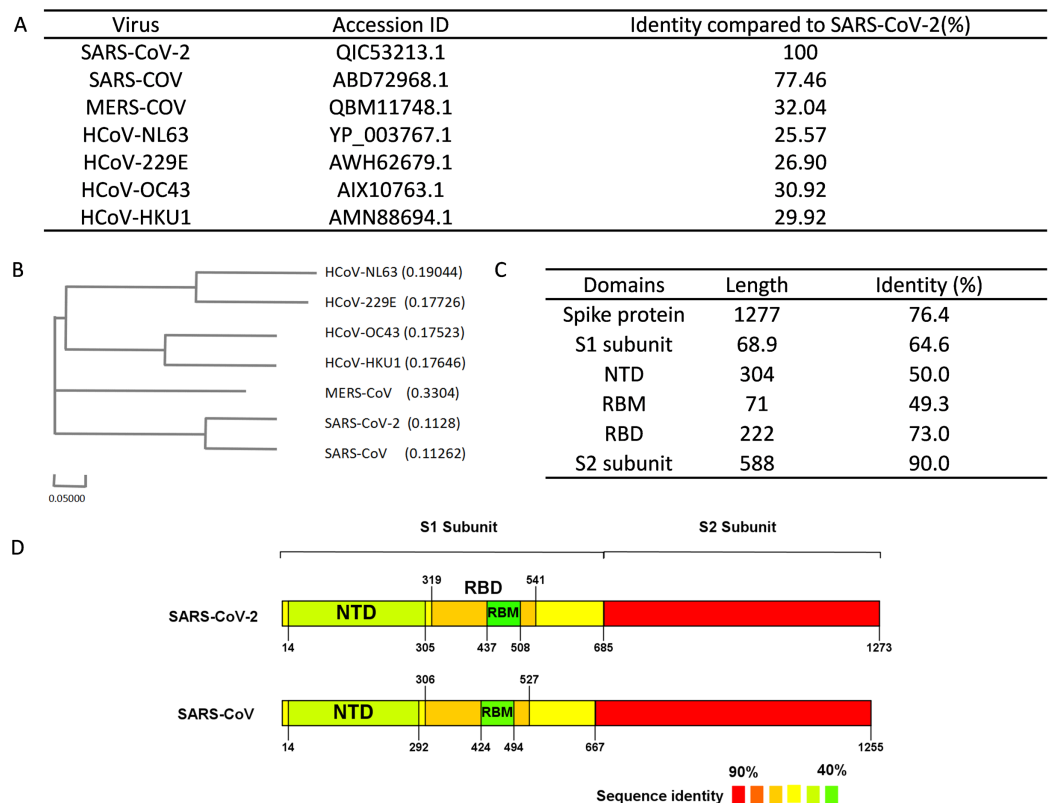 A
Virus Accession ID Identity compared to SARS-CoV-2(%)
SARS-CoV-2 QIC53213.1 100
SARS-COV ABD72968.1 77.46
MERS-COV QBM11748.1 32.04
HCoV-NL63 YP_003767.1 25.57
HCoV-229E AWH62679.1 26.90
HCoV-OC43 AIX10763.1 30.92
HCoV-HKU1 AMN88694.1 29.92
B
HCoV-NL63 (0.19044)
HCoV-229E (0.17726)
HCoV-OC43 (0.17523)
HCoV-HKU1 (0.17646)
MERS-CoV (0.3304)
SARS-CoV-2 (0.1128)
SARS-CoV (0.11262)
0.05000
C
Domains Length Identity (%)
Spike protein 1277 76.4
S1 subunit 68.9 64.6
NTD 304 50.0
RBM 71 49.3
RBD 222 73.0
S2 subunit 588 90.0
D
S1 Subunit S2 Subunit
319 RBD 541
SARS-CoV-2 NTD RBM
14 305 437 508 685 1273
306 527
SARS-CoV NTD RBM
14 292 424 494 667 1255
90% 40%
Sequence identity